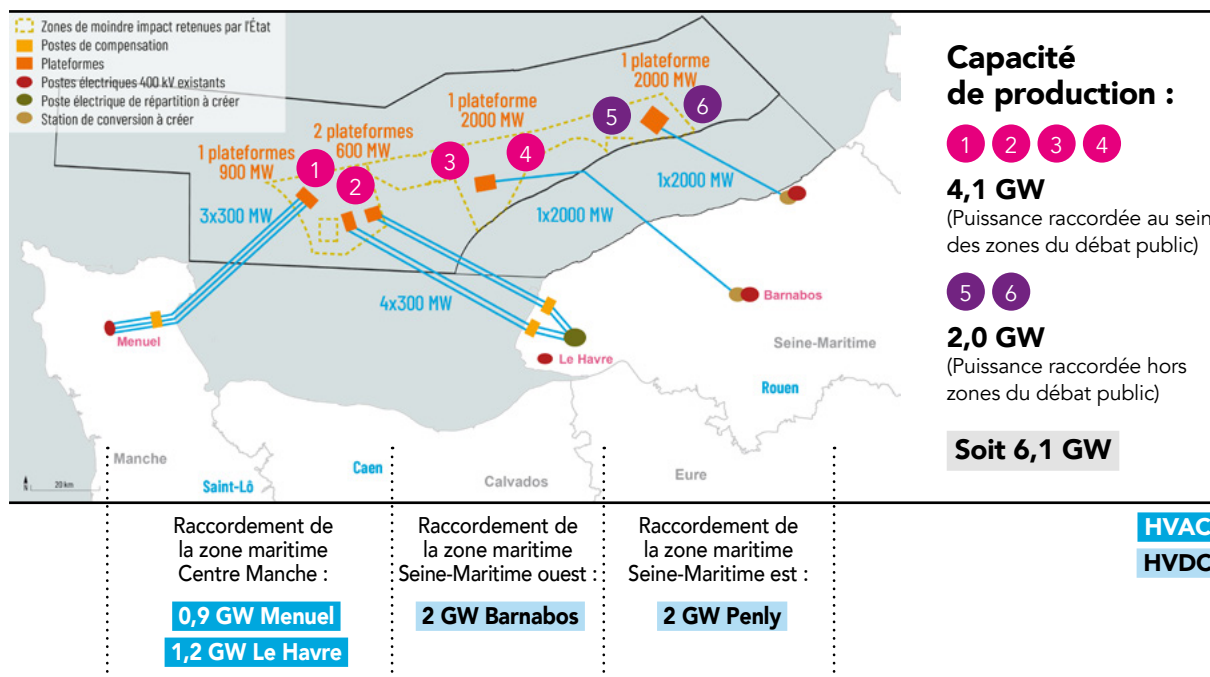 Zones de moindre impact retenues par l'État
Postes de compensation
Plateformes
Postes électriques 400 kV existants
Poste électrique de répartition à créer
Station de conversion à créer
1 plateformes
900 MW
2 plateformes
600 MW
1 plateforme
2000 MW
1 plateforme
2000 MW
1
2
3
4
5
6
3x300 MW
4x300 MW
1x2000 MW
1x2000 MW
Menuel
Barnabos
Le Havre
Seine-Maritime
Rouen
Manche
Saint-Lô
Caen
Calvados
Eure
N
20 km
Capacité
de production :
1 2 3 4
4,1 GW
(Puissance raccordée au sein
des zones du débat public)
5 6
2,0 GW
(Puissance raccordée hors
zones du débat public)
Soit 6,1 GW
Raccordement de
la zone maritime
Centre Manche :
0,9 GW Menuel
1,2 GW Le Havre
Raccordement de
la zone maritime
Seine-Maritime ouest :
2 GW Barnabos
Raccordement de
la zone maritime
Seine-Maritime est :
2 GW Penly
HVAC
HVDC